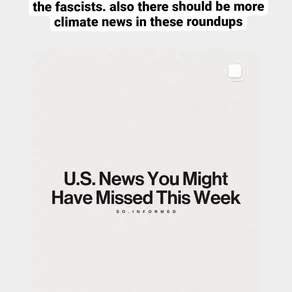 the fascists. also there should be more
climate news in these roundups
U.S. News You Might
Have Missed This Week
SO.INFORMED